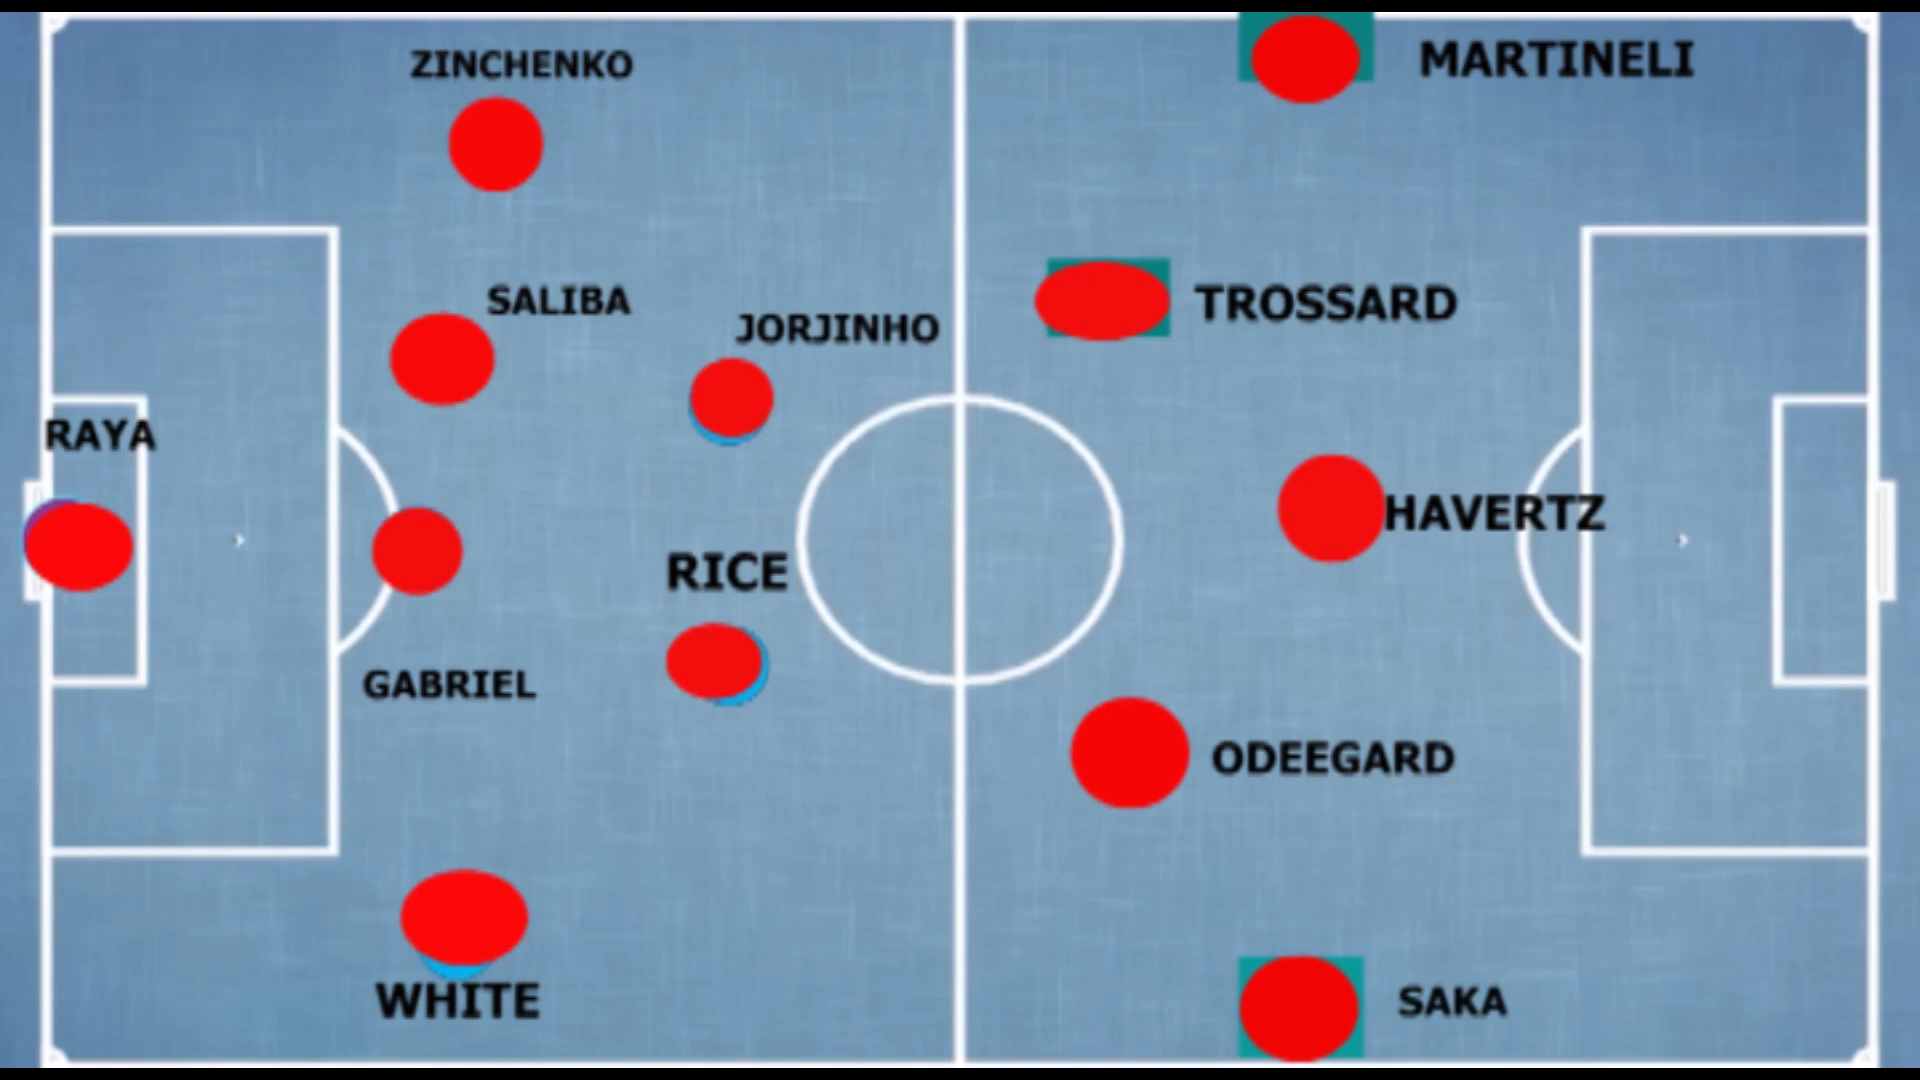 ZINCHENKO
MARTINELI
SALIBA
TROSSARD
JORJINHO
RAYA
HAVERTZ
RICE
GABRIEL
ODEEGARD
WHITE
SAKA